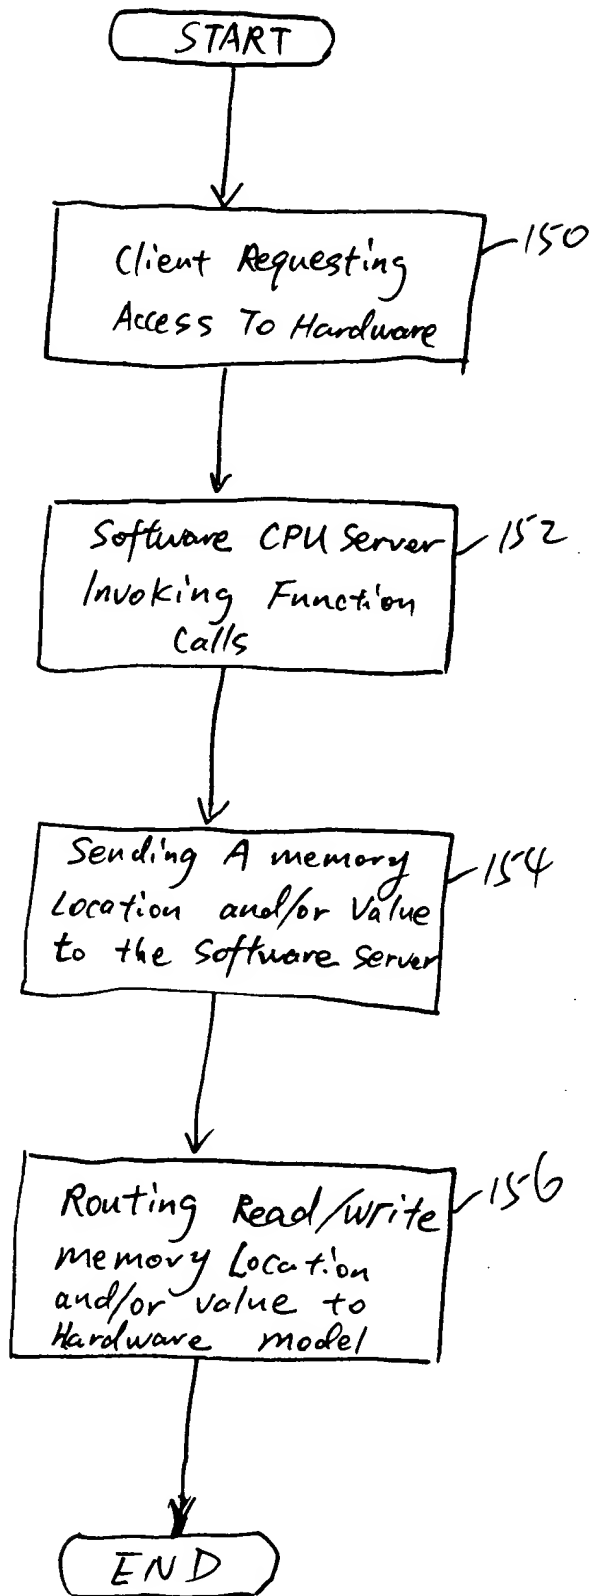 START
Client Requesting
150
Access To Hardware
Software CPU Server
152
Invoking Function
Calls
Sending A memory
154
Location and/or Value
to the Software Server
Routing Read/write
156
memory Location
and/or value to
Hardware model
END